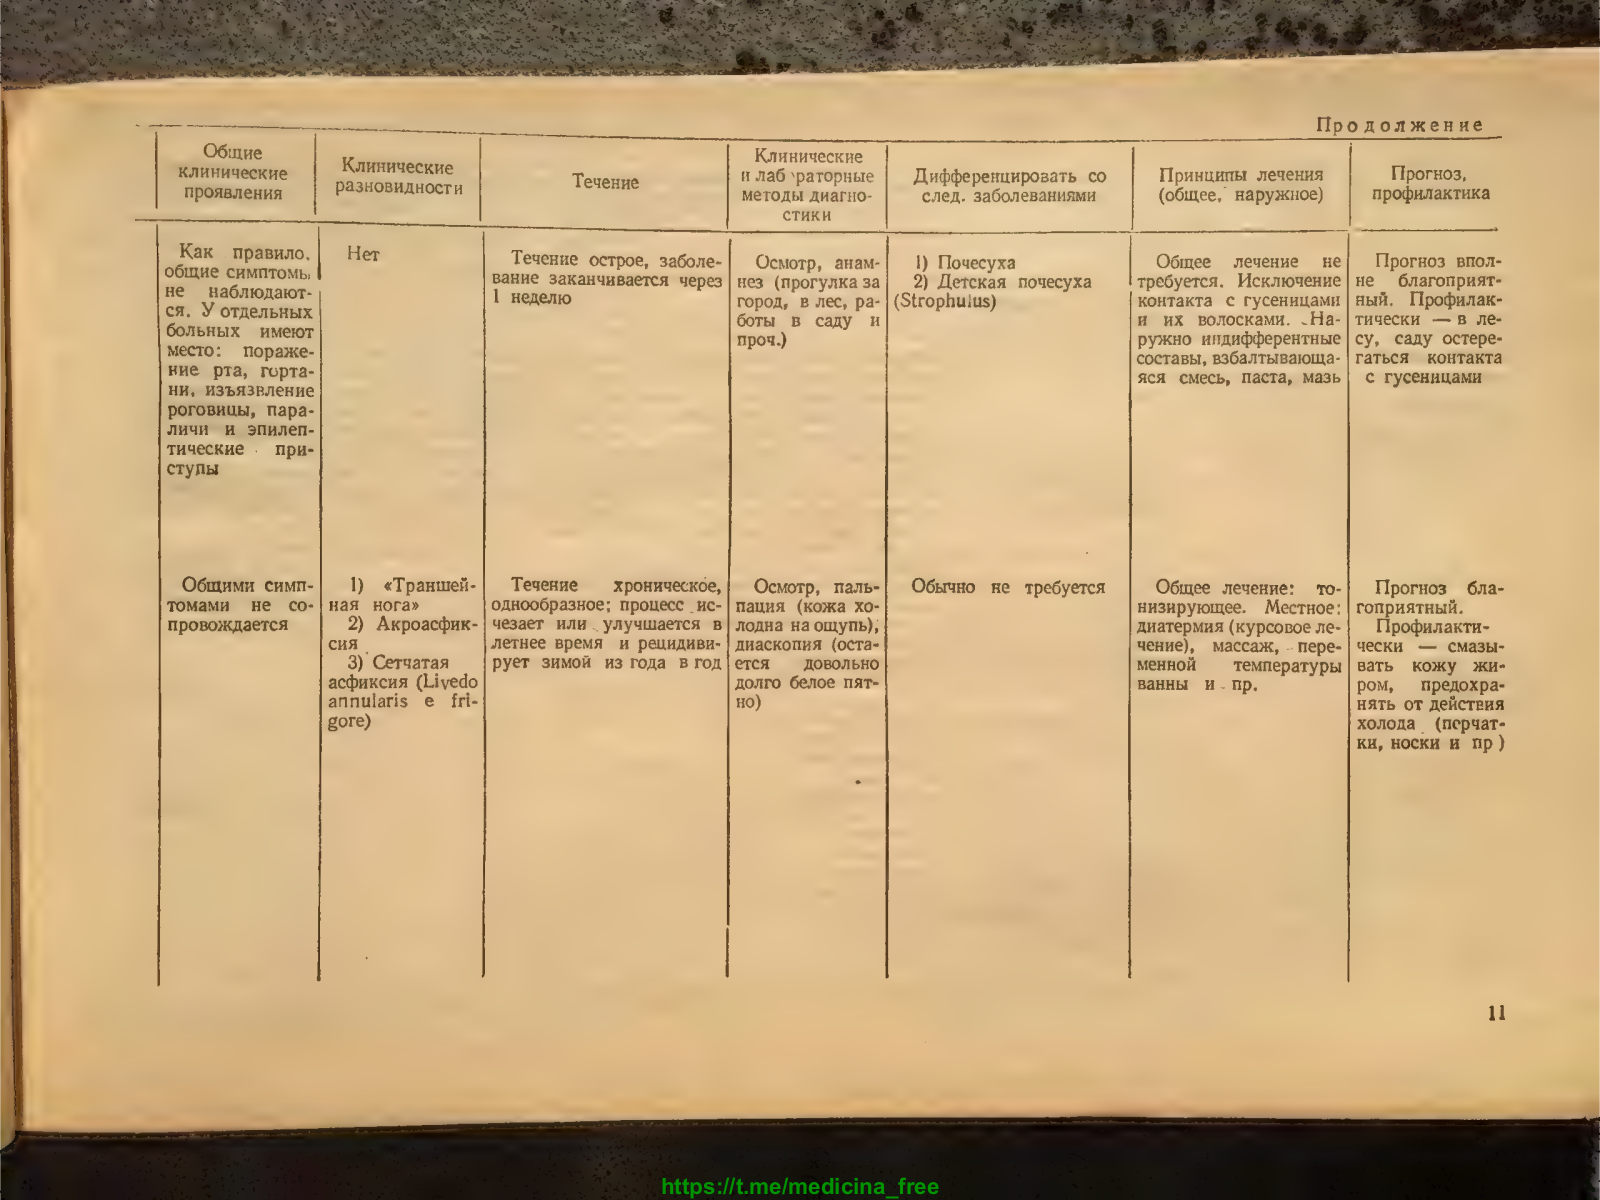 Продолжение
Общие
клинические
проявления
Клинические
разновидности
Течение
Клинические
и лаб раторные
методы диагно-
стики
Дифференцировать со
след. заболеваниями
Принципы лечения
(общее, наружное)
Прогноз,
профилактика
Как правило,
общие симптомы
не наблюдают-
ся. У отдельных
больных имеют
место: пораже-
ние рта, горта-
ни, изъязвление
роговицы, пара-
личи и эпилеп-
тические при-
ступы
Нет
Течение острое, заболе-
вание заканчивается через
1 неделю
Осмотр, анам-
нез (прогулка за
город, в лес, ра-
боты в саду и
проч.)
1) Почесуха
2) Детская почесуха
(Strophulus)
Общее лечение не
требуется. Исключение
контакта с гусеницами
и их волосками. На-
ружно индифферентные
составы, взбалтывающа-
яся смесь, паста, мазь
Прогноз впол-
не благоприят-
ный. Профилак-
тически — в ле-
су, саду остере-
гаться контакта
с гусеницами
Общими симп-
томами не со-
провождается
1) «Траншей-
ная нога»
2) Акроасфик-
сия
3) Сетчатая
асфиксия (Livedo
annularis e fri-
gore)
Течение хроническое,
однообразное; процесс ис-
чезает или улучшается в
летнее время и рецидиви-
рует зимой из года в год
Осмотр, паль-
пация (кожа хо-
лодна на ощупь),
диаскопия (оста-
ется довольно
долго белое пят-
но)
Обычно не требуется
Общее лечение: то-
низирующее. Местное:
диатермия (курсовое ле-
чение), массаж, пере-
менной температуры
ванны и пр.
Прогноз бла-
гоприятный.
Профилакти-
чески — смазы-
вать кожу жи-
ром, предохра-
нять от действия
холода (перчат-
ки, носки и пр)
11
https://t.me/medicina_free